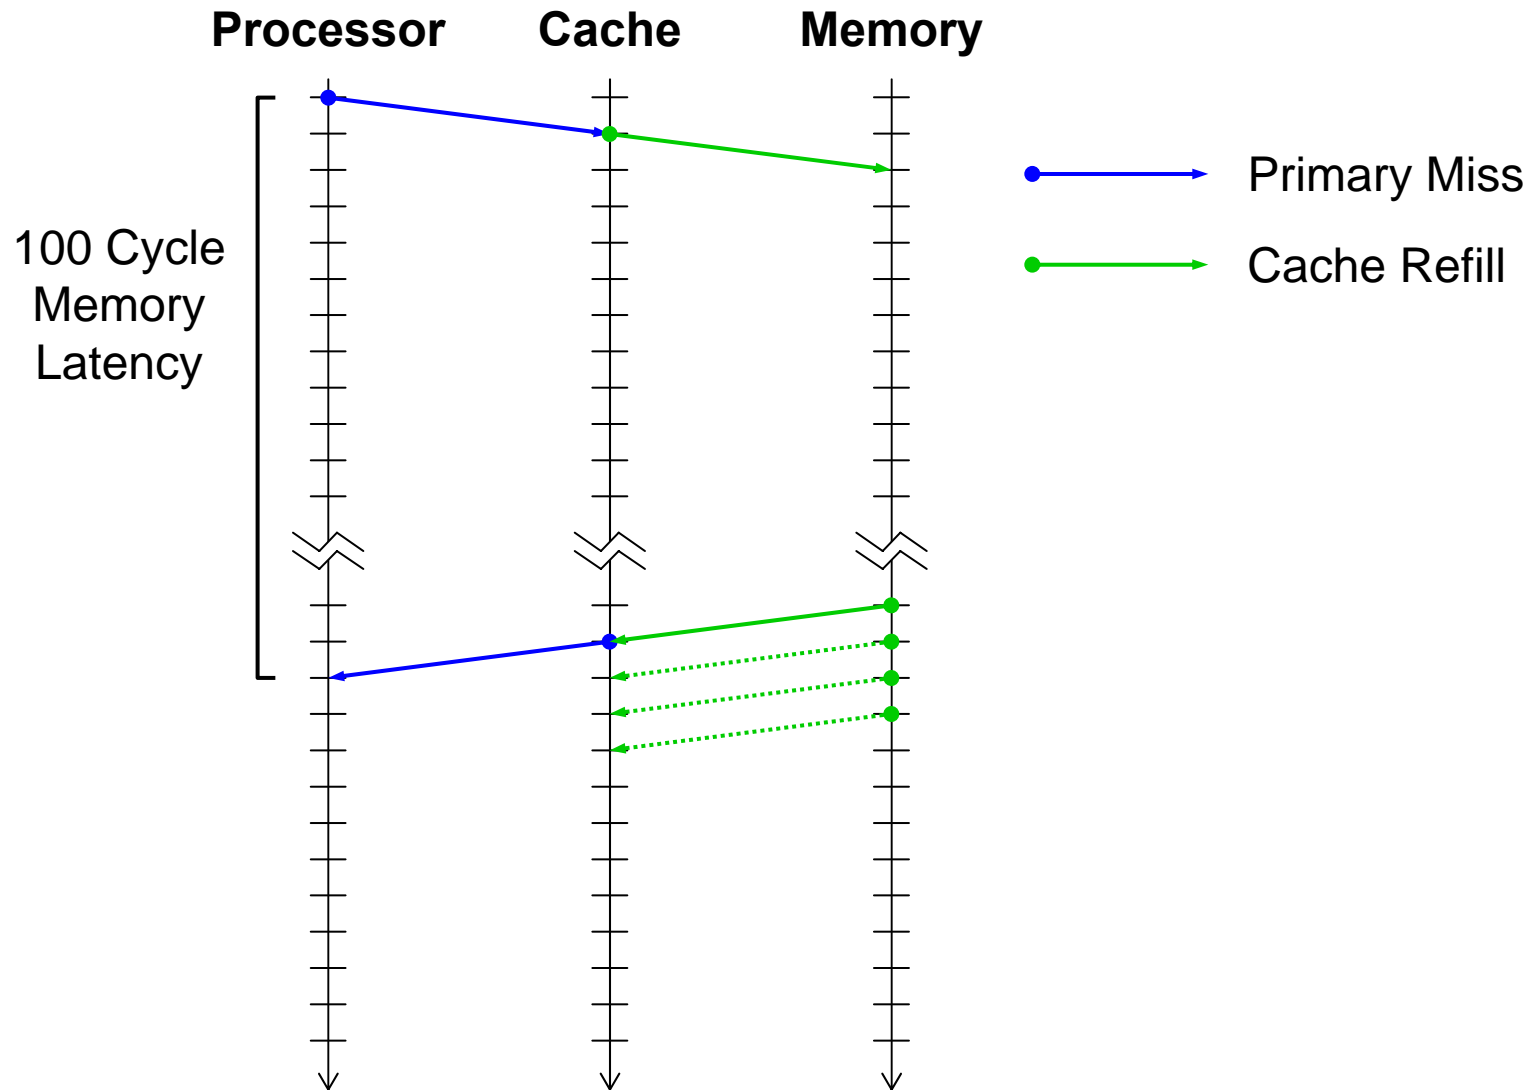 Processor Cache Memory
100 Cycle
Memory
Latency
Primary Miss
Cache Refill